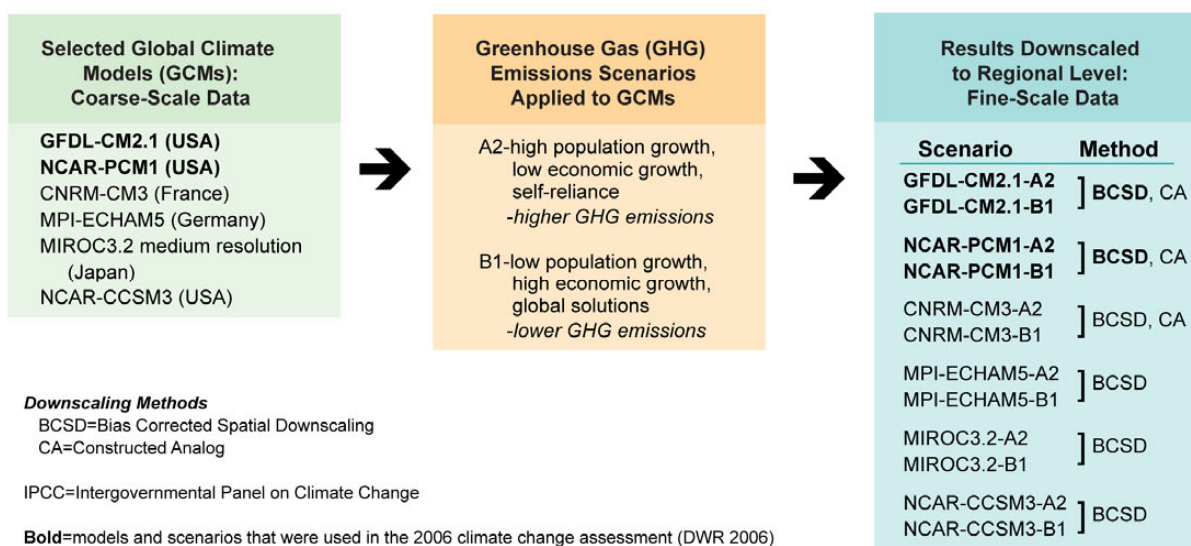 Selected Global Climate
Models (GCMs):
Coarse-Scale Data
GFDL-CM2.1 (USA)
NCAR-PCM1 (USA)
CNRM-CM3 (France)
MPI-ECHAM5 (Germany)
MIROC3.2 medium resolution
(Japan)
NCAR-CCSM3 (USA)
Greenhouse Gas (GHG)
Emissions Scenarios
Applied to GCMs
A2-high population growth,
low economic growth,
self-reliance
-higher GHG emissions
B1-low population growth,
high economic growth,
global solutions
-lower GHG emissions
Results Downscaled
to Regional Level:
Fine-Scale Data
Scenario Method
GFDL-CM2.1-A2
GFDL-CM2.1-B1
] BCSD, CA
NCAR-PCM1-A2
NCAR-PCM1-B1
] BCSD, CA
CNRM-CM3-A2
CNRM-CM3-B1
] BCSD, CA
MPI-ECHAM5-A2
MPI-ECHAM5-B1
] BCSD
MIROC3.2-A2
MIROC3.2-B1
] BCSD
NCAR-CCSM3-A2
NCAR-CCSM3-B1
] BCSD
Downscaling Methods
BCSD=Bias Corrected Spatial Downscaling
CA=Constructed Analog
IPCC=Intergovernmental Panel on Climate Change
Bold=models and scenarios that were used in the 2006 climate change assessment (DWR 2006)